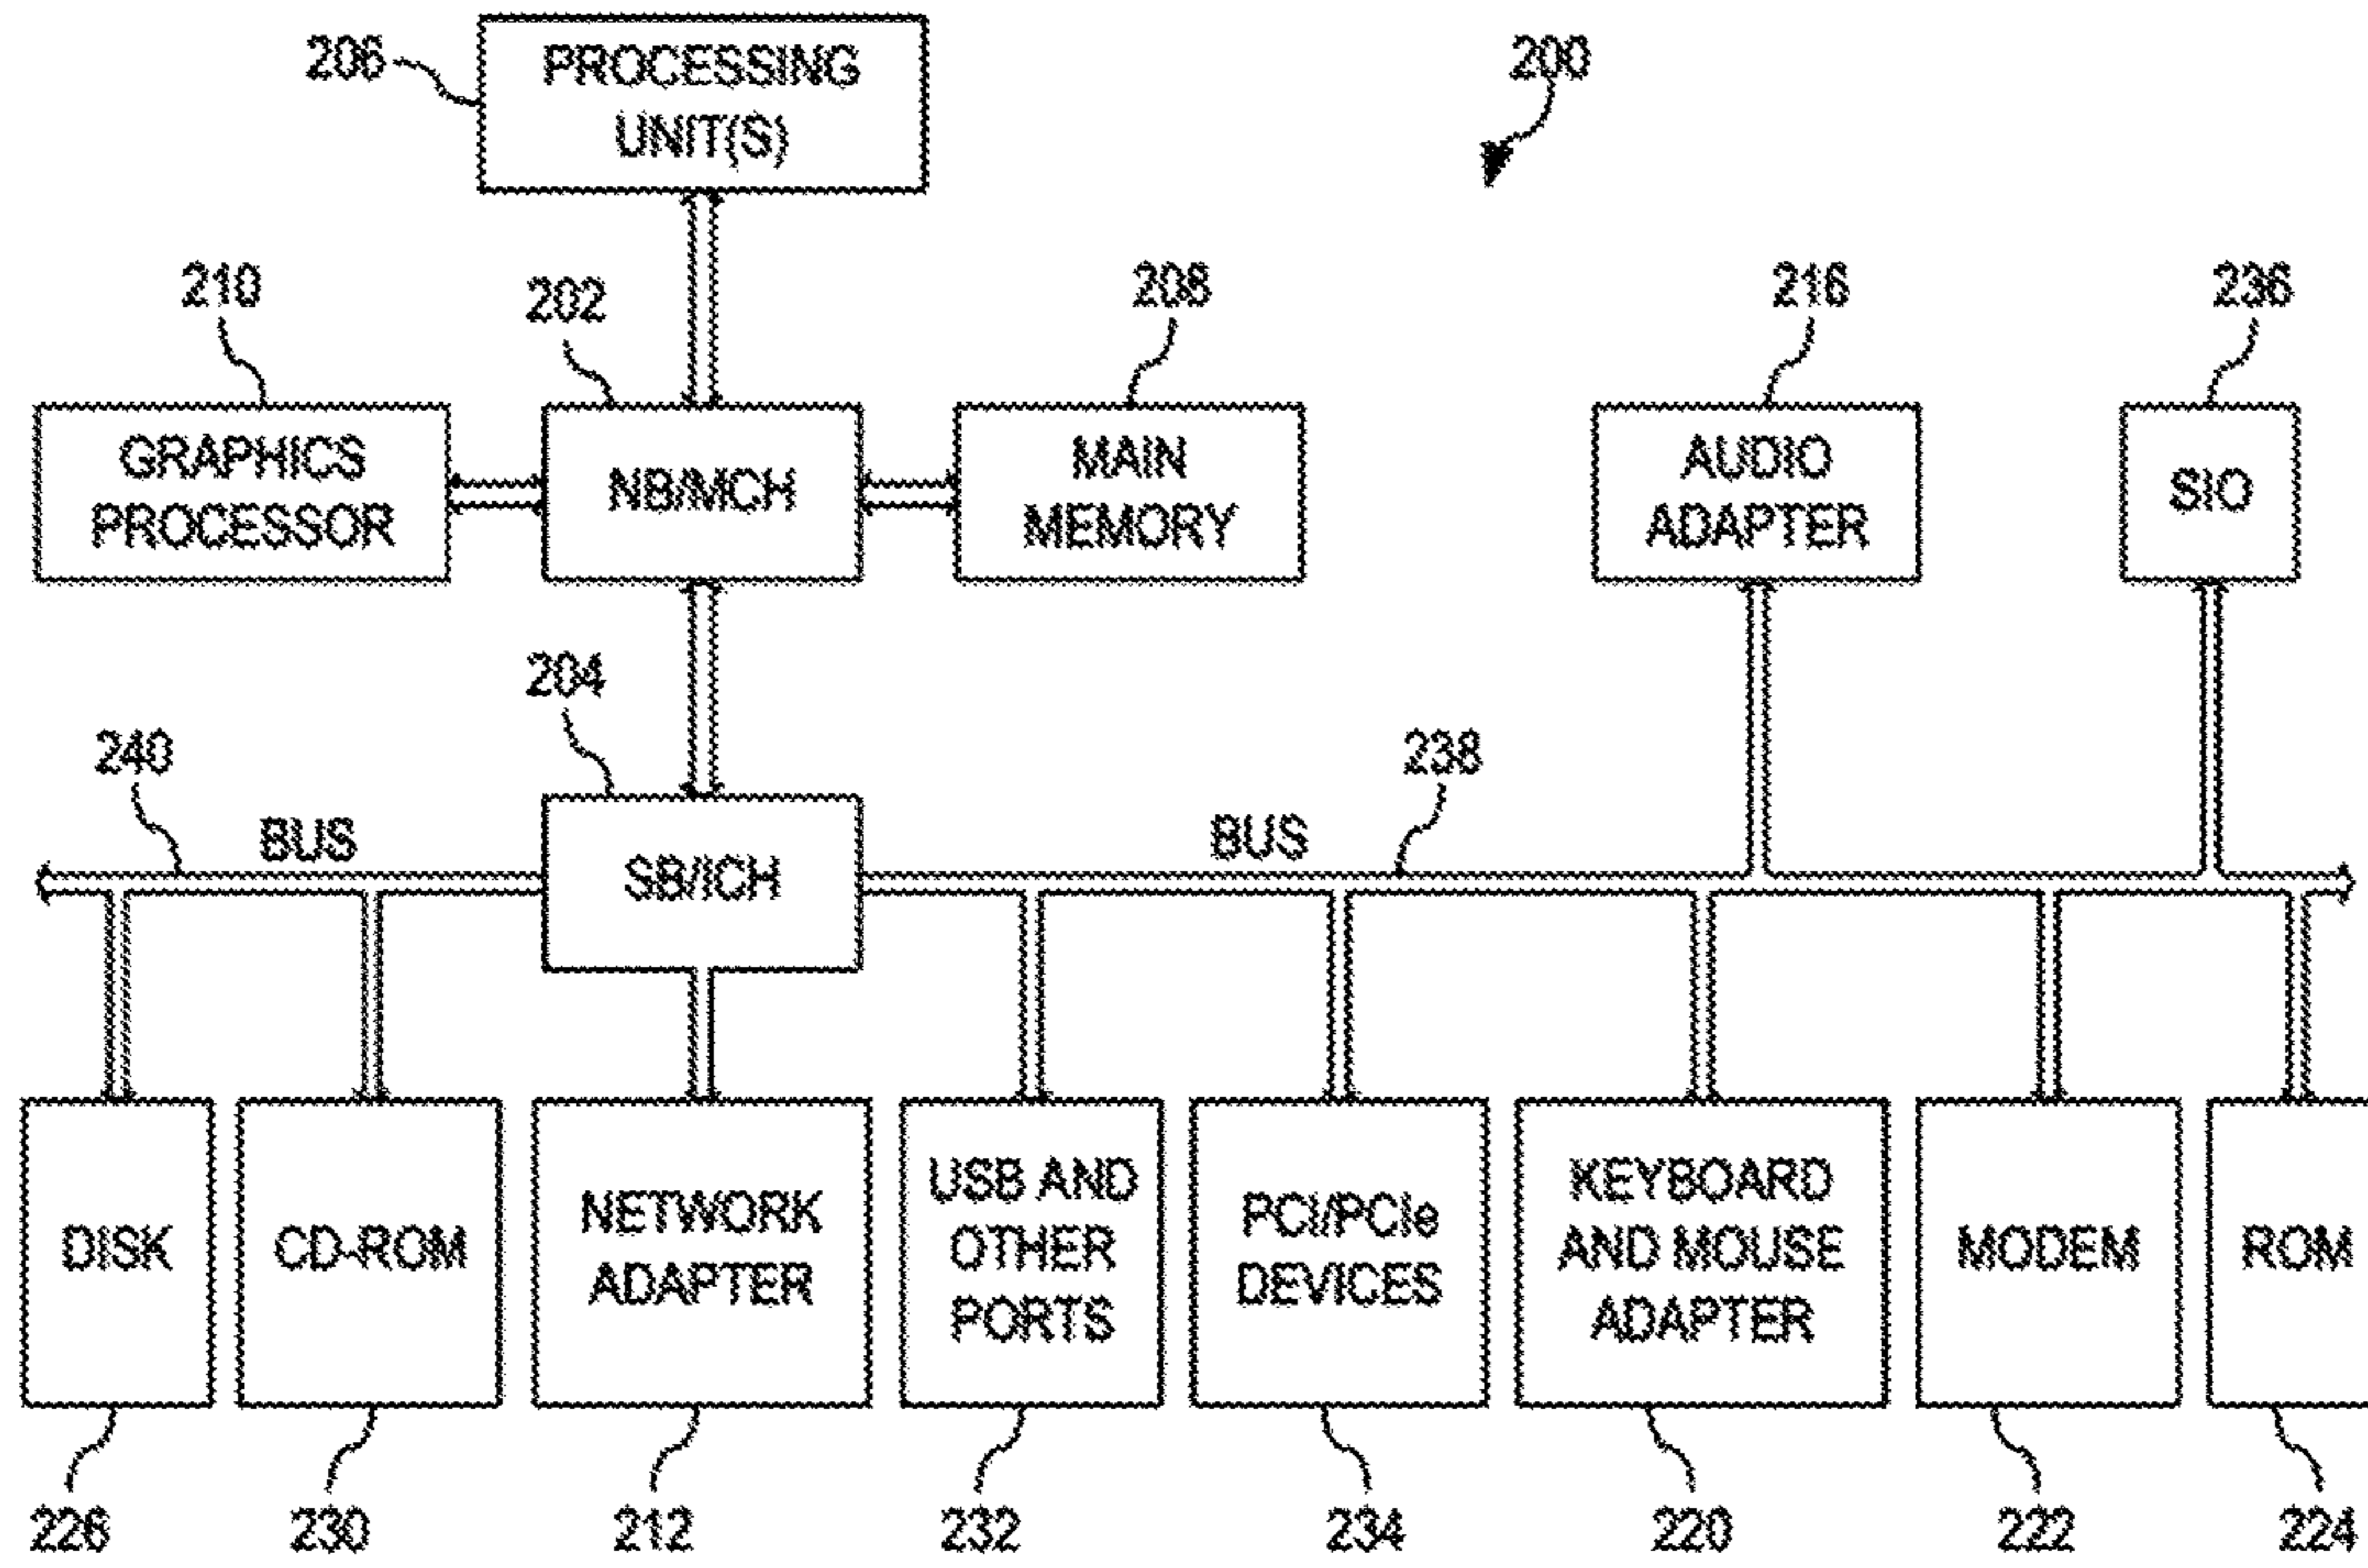 206
PROCESSING
UNIT(S)
200
210
202
208
216
236
GRAPHICS
PROCESSOR
NB/MCH
MAIN
MEMORY
AUDIO
ADAPTER
SIO
204
240
BUS
238
BUS
SB/ICH
DISK
CD-ROM
NETWORK
ADAPTER
USB AND
OTHER
PORTS
PCI/PCIe
DEVICES
KEYBOARD
AND MOUSE
ADAPTER
MODEM
ROM
226
230
212
232
234
220
222
224